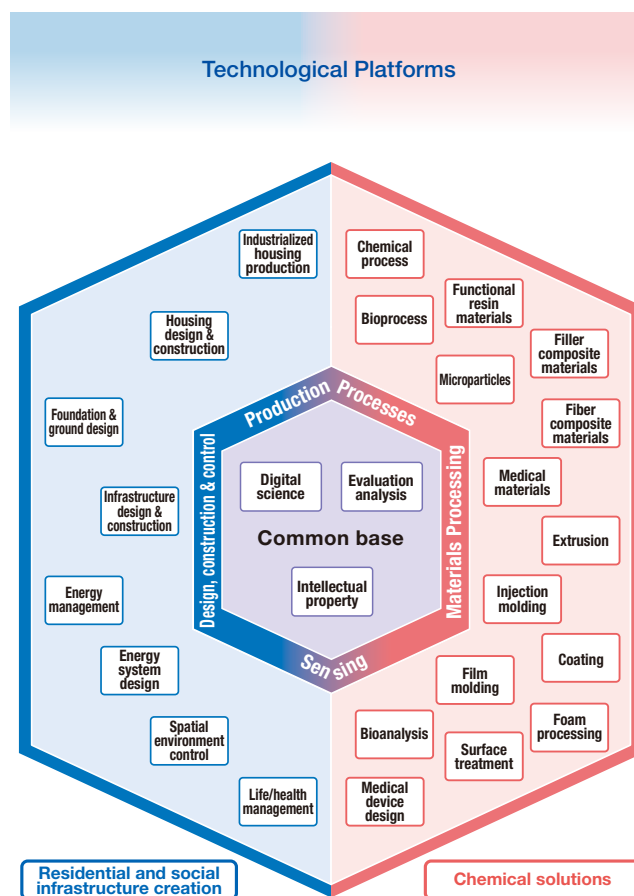 Technological Platforms
Industrialized
housing
production
Chemical
process
Functional
resin
materials
Bioprocess
Housing
design &
construction
Filler
composite
materials
Microparticles
Production Processes
Foundation &
ground design
Fiber
composite
materials
Design, construction & control
Materials Processing
Digital
science
Evaluation
analysis
Medical
materials
Infrastructure
design &
construction
Common base
Extrusion
Energy
management
Intellectual
property
Injection
molding
Sensing
Energy
system
design
Film
molding
Coating
Spatial
environment
control
Bioanalysis
Surface
treatment
Foam
processing
Life/health
management
Medical
device
design
Residential and social
infrastructure creation
Chemical solutions